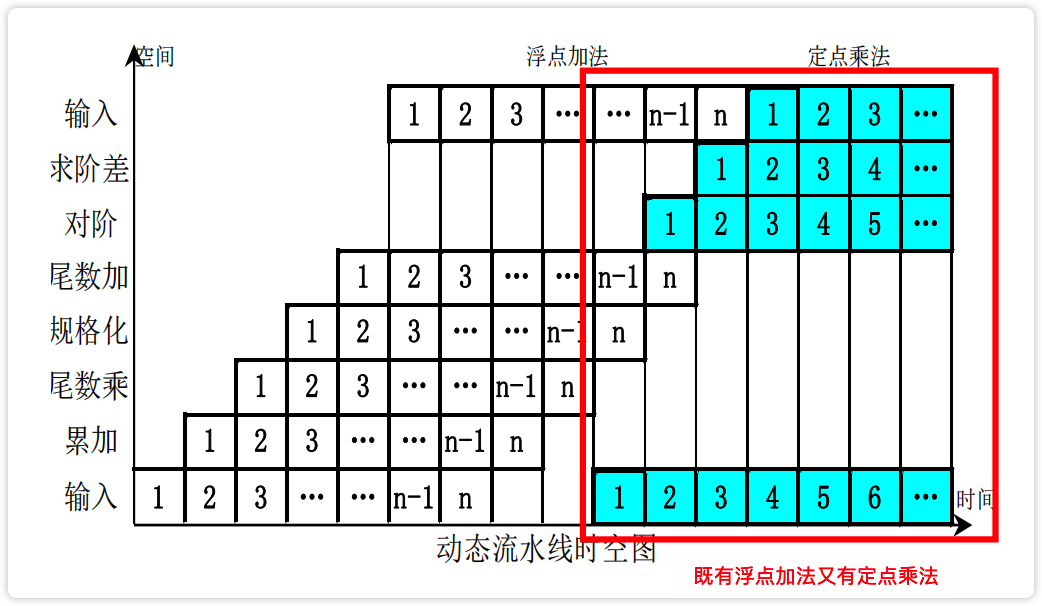 空间 浮点加法 定点乘法
输入 1 2 3 … … n-1 n 1 2 3 …
求阶差 1 2 3 4 …
对阶 1 2 3 4 5 …
尾数加 1 2 3 … … n-1 n
规格化 1 2 3 … … n-1 n
尾数乘 1 2 3 … … n-1 n
累加 1 2 3 … … n-1 n
输入 1 2 3 … … n-1 n 1 2 3 4 5 6 … 时间
动态流水线时空图
既有浮点加法又有定点乘法